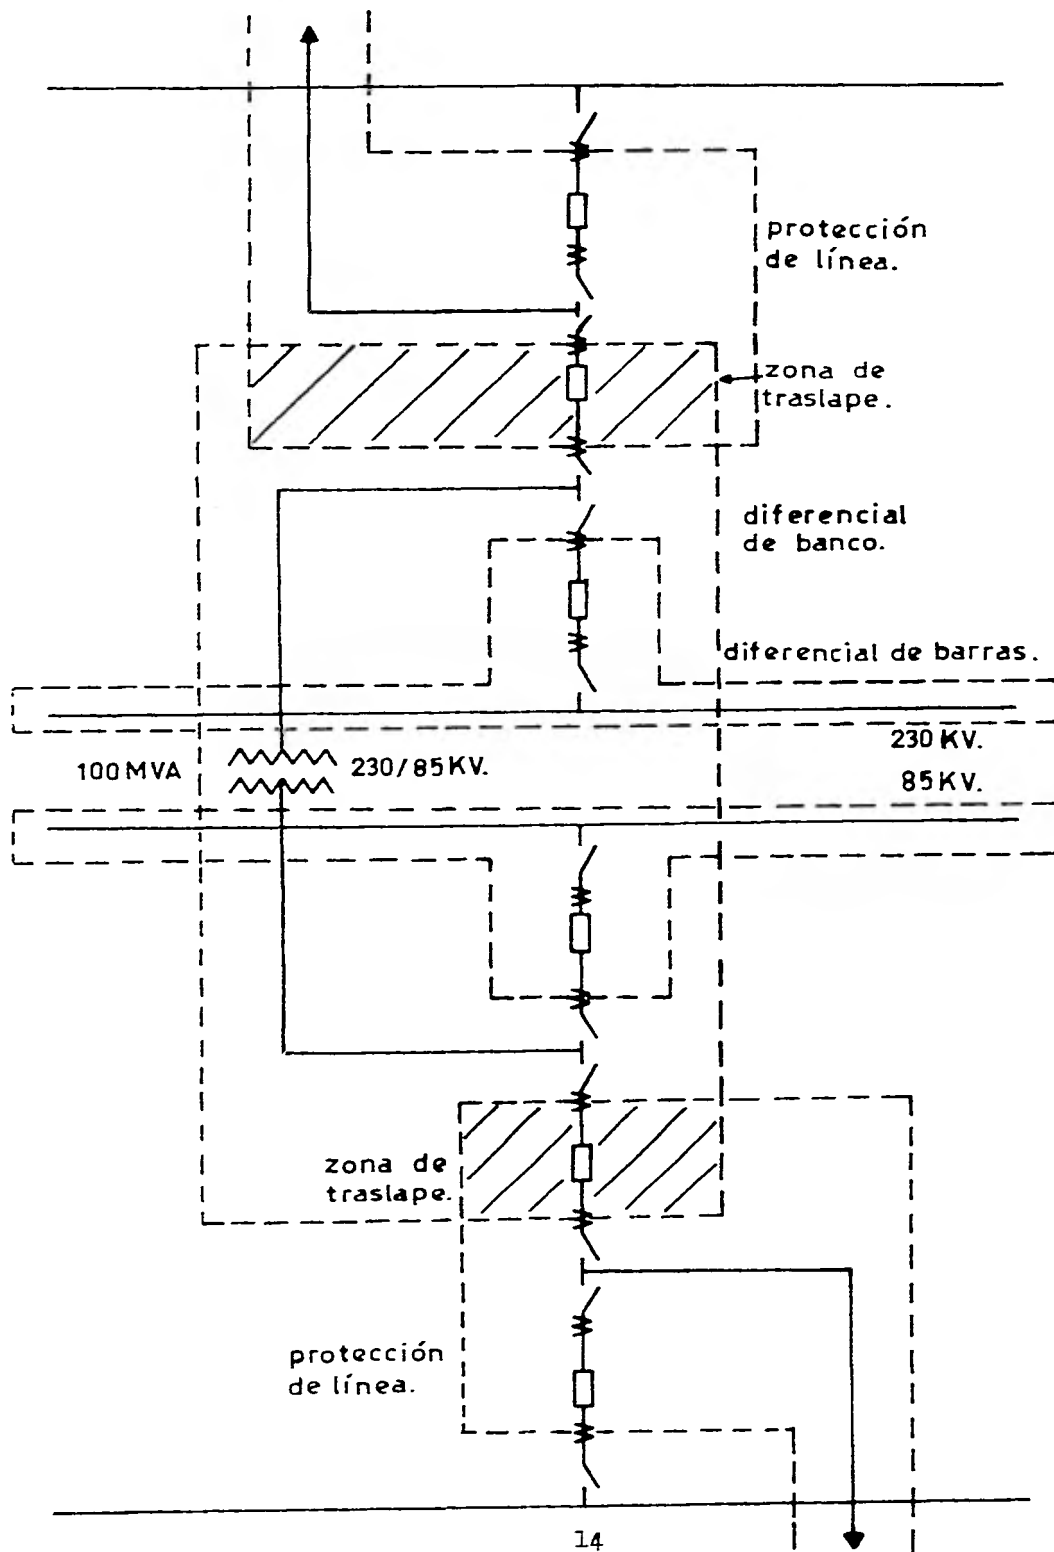 protección
de línea.
zona de
traslape.
diferencial
de banco.
diferencial de barras.
230 KV.
100 MVA
230/85 KV.
85 KV.
zona de
traslape.
protección
de línea.
14